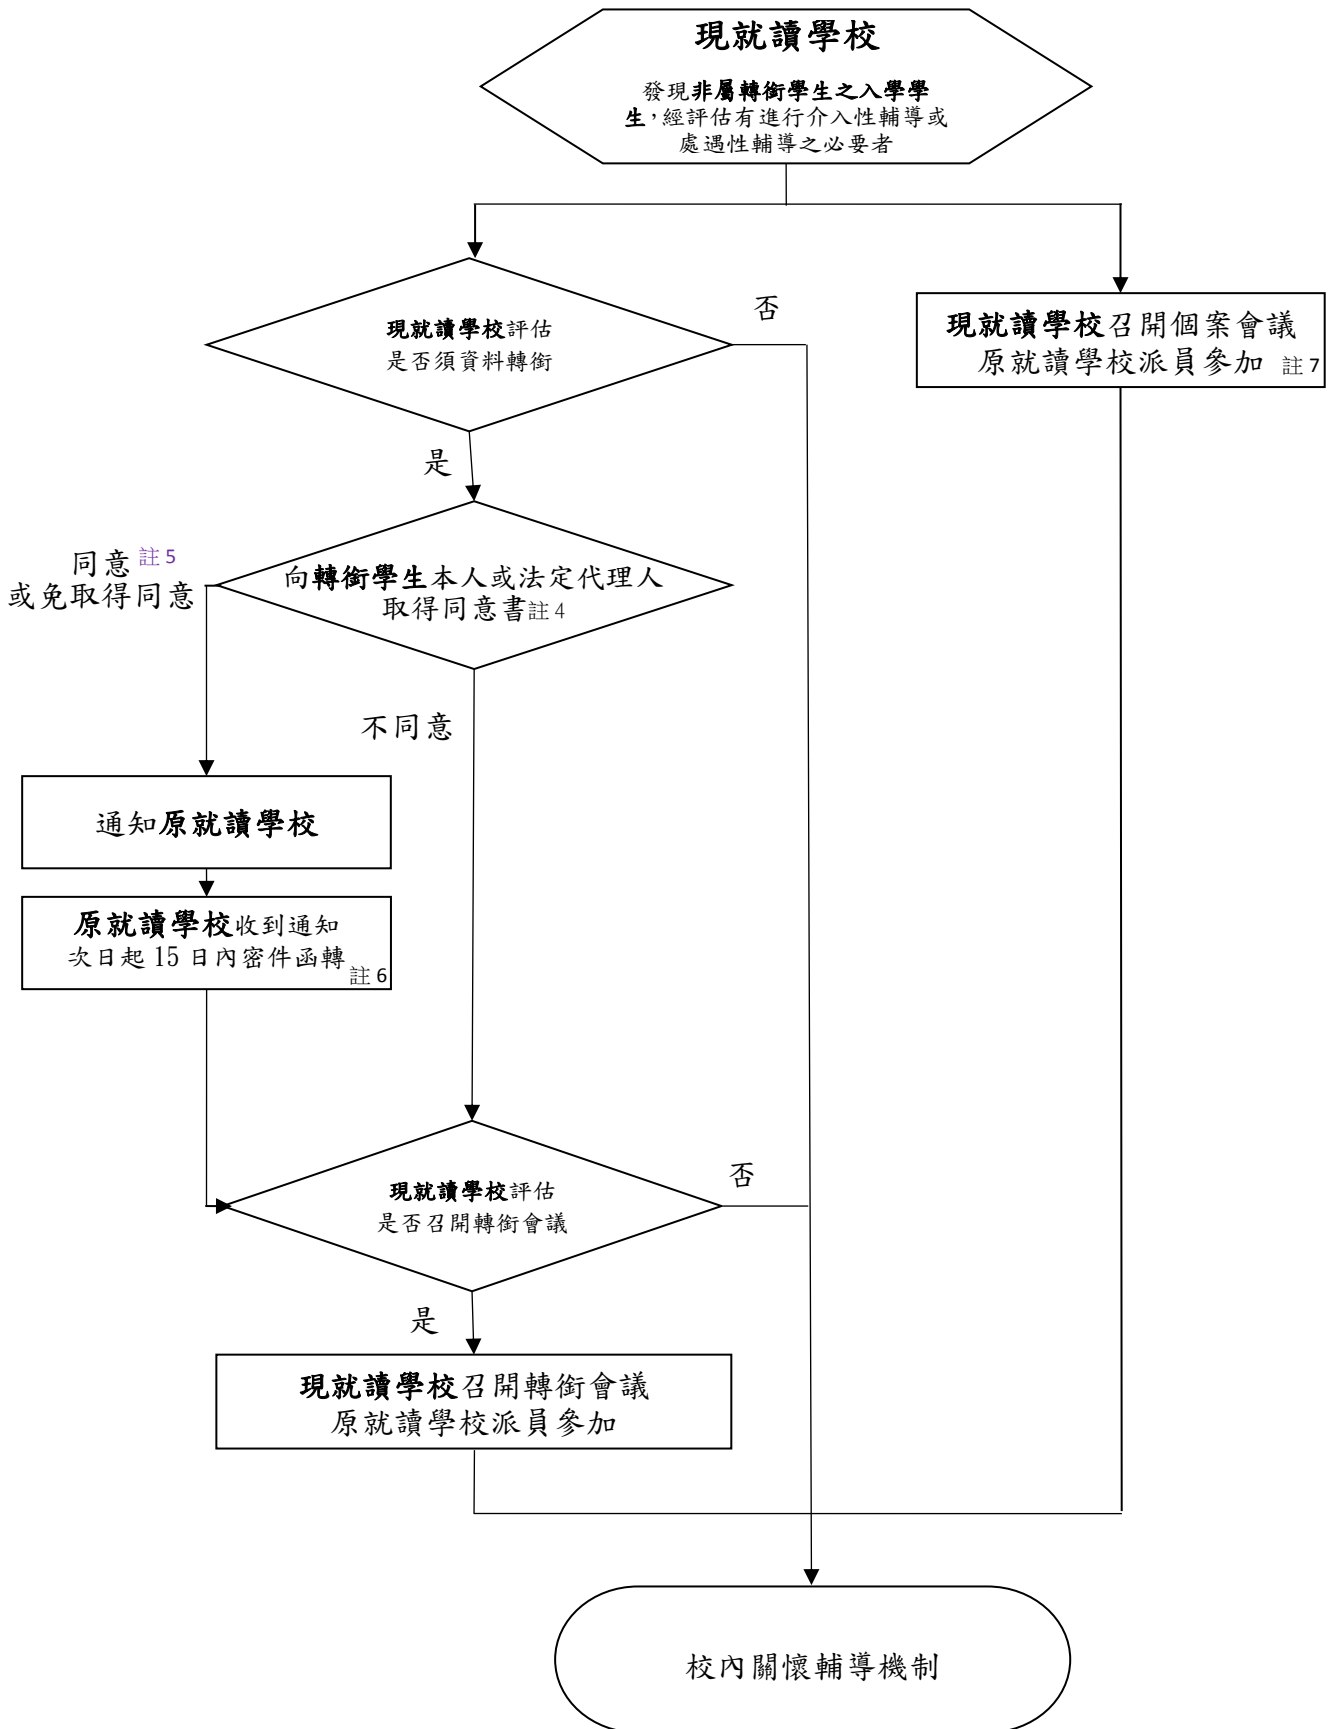 現就讀學校
發現非屬轉銜學生之入學學
生，經評估有進行介入性輔導或
處遇性輔導之必要者
否
現就讀學校評估
是否須資料轉銜
現就讀學校召開個案會議
原就讀學校派員參加 註7
是
同意 註5
或免取得同意
向轉銜學生本人或法定代理人
取得同意書註4
不同意
通知原就讀學校
原就讀學校收到通知
次日起 15 日內密件函轉 註6
否
現就讀學校評估
是否召開轉銜會議
是
現就讀學校召開轉銜會議
原就讀學校派員參加
校內關懷輔導機制